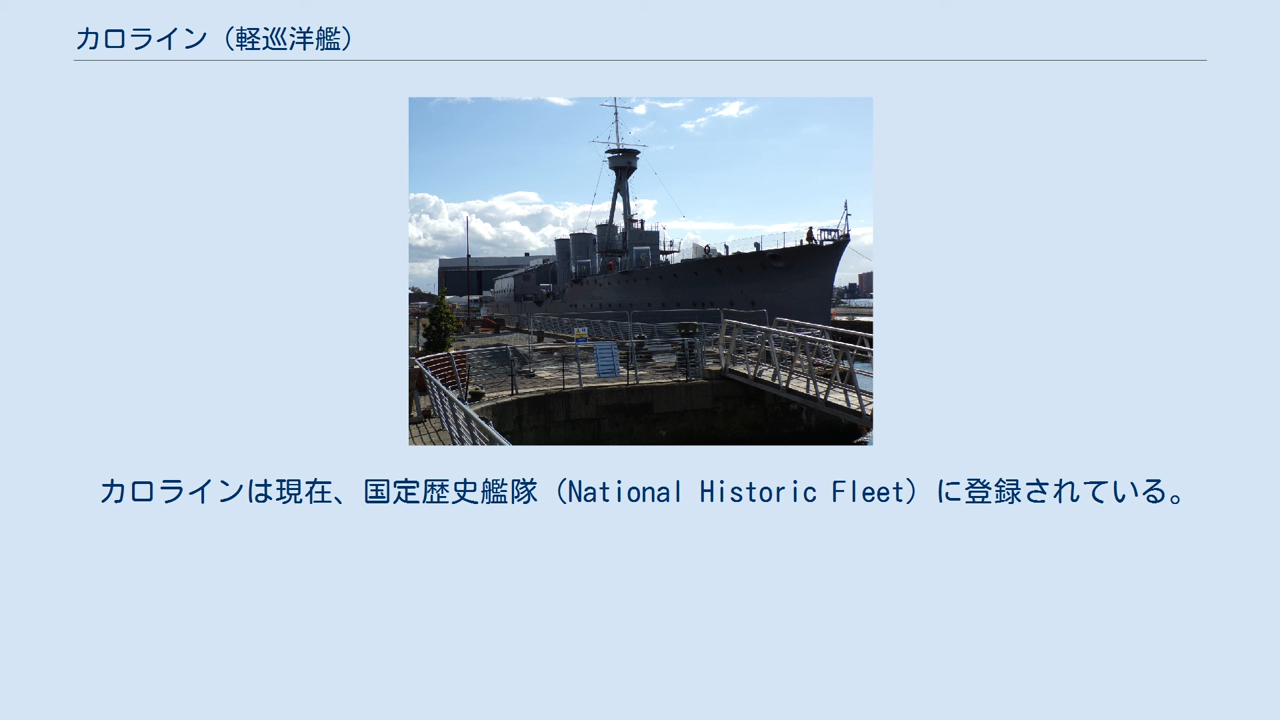 カロライン（軽巡洋艦）
カロラインは現在、国定歴史艦隊（National Historic Fleet）に登録されている。